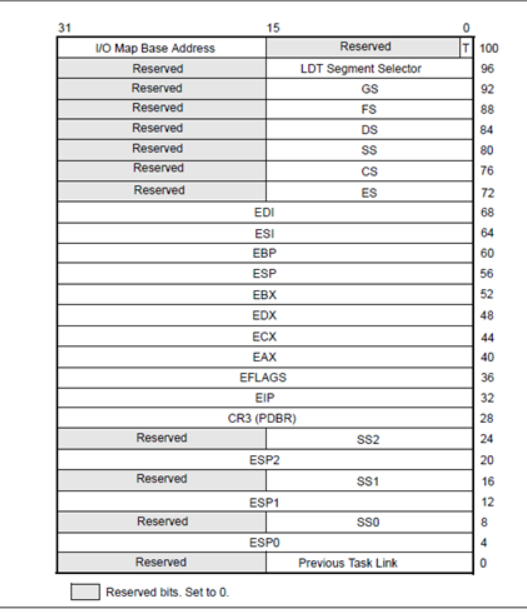 31 15 0
I/O Map Base Address Reserved T 100
Reserved LDT Segment Selector 96
Reserved GS 92
Reserved FS 88
Reserved DS 84
Reserved SS 80
Reserved CS 76
Reserved ES 72
EDI 68
ESI 64
EBP 60
ESP 56
EBX 52
EDX 48
ECX 44
EAX 40
EFLAGS 36
EIP 32
CR3 (PDBR) 28
Reserved SS2 24
ESP2 20
Reserved SS1 16
ESP1 12
Reserved SS0 8
ESP0 4
Reserved Previous Task Link 0
Reserved bits. Set to 0.